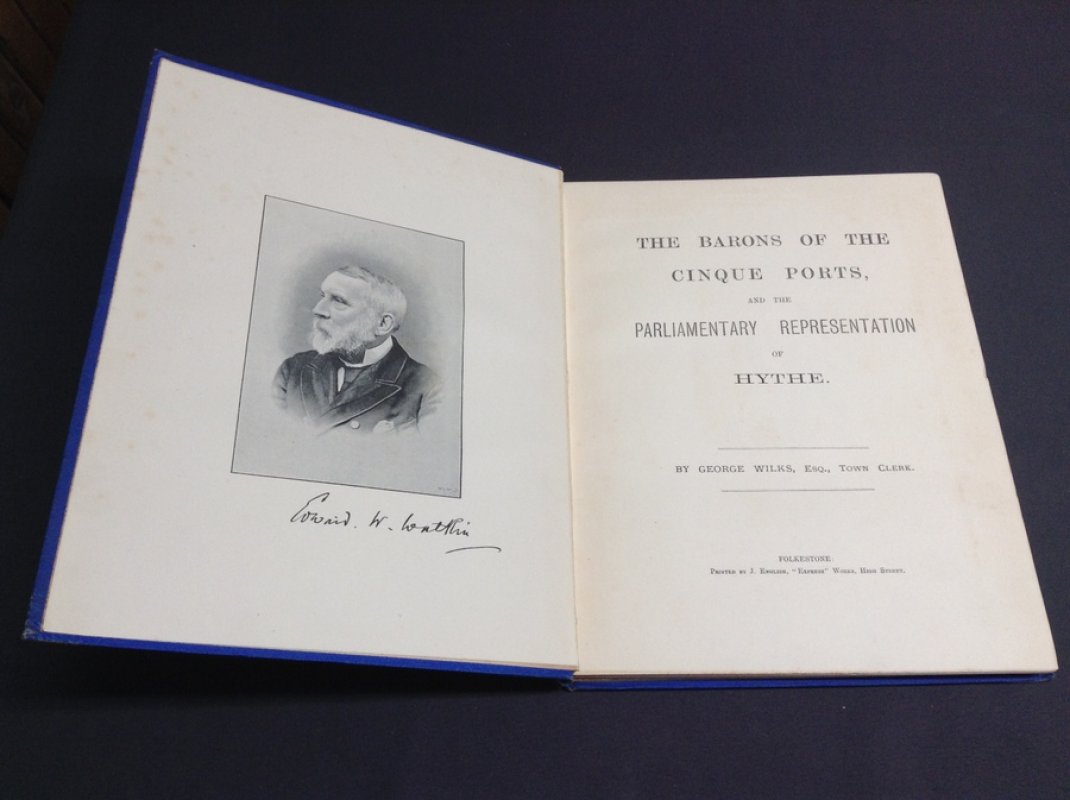 Edward. W. Watkin
THE BARONS OF THE
CINQUE PORTS,
AND THE
PARLIAMENTARY REPRESENTATION
OF
HYTHE.
BY GEORGE WILKS, ESQ., TOWN CLERK.
FOLKESTONE:
PRINTED BY J. ENGLISH, "EXPRESS" WORKS, HIGH STREET.